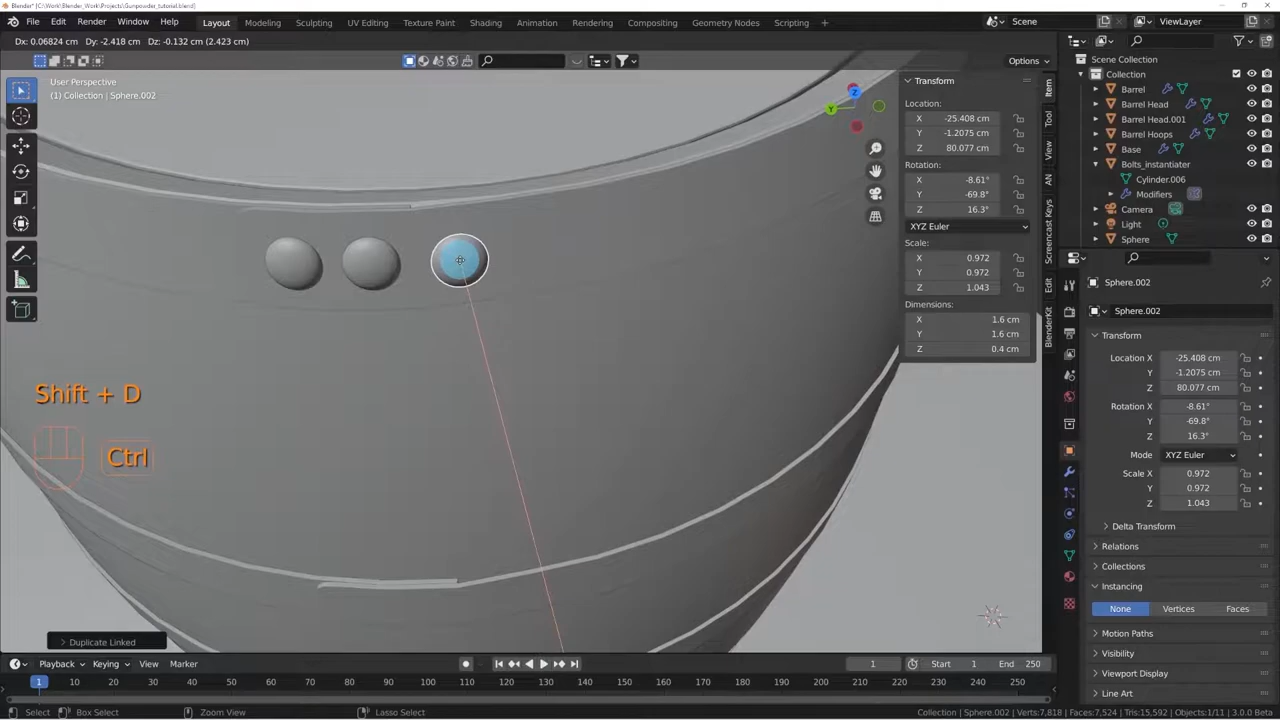 Blender* [C:\Work\Blender_Work\Projects\Gunpowder_tutorial.blend]
File Edit Render Window Help Layout Modeling Sculpting UV Editing Texture Paint Shading Animation Rendering Compositing Geometry Nodes Scripting + Scene ViewLayer
Dx: 0.06824 cm Dy: -2.418 cm Dz: -0.132 cm (2.423 cm)
Options
User Perspective
(1) Collection | Sphere.002
Z
Y
Transform
Location:
X -25.408 cm
Y -1.2075 cm
Z 80.077 cm
Rotation:
X -8.61°
Y -69.8°
Z 16.3°
XYZ Euler
Scale:
X 0.972
Y 0.972
Z 1.043
Dimensions:
X 1.6 cm
Y 1.6 cm
Z 0.4 cm
Item
Tool
View
AN
Screencast Keys
Edit
BlenderKit
Scene Collection
Collection
Barrel
Barrel Head
Barrel Head.001
Barrel Hoops
Base
Bolts_instantiater
Cylinder.006
Modifiers
Camera
Light
Sphere
Sphere.002
Sphere.002
Transform
Location X -25.408 cm
Y -1.2075 cm
Z 80.077 cm
Rotation X -8.61°
Y -69.8°
Z 16.3°
Mode XYZ Euler
Scale X 0.972
Y 0.972
Z 1.043
Delta Transform
Relations
Collections
Instancing
None Vertices Faces
Motion Paths
Visibility
Viewport Display
Line Art
Shift + D
Ctrl
Duplicate Linked
Playback Keying View Marker 1 Start 1 End 250
1 10 20 30 40 50 60 70 80 90 100 110 120 130 140 150 160 170 180 190 200 210 220 230 240 250
Select Box Select Zoom View Lasso Select Collection | Sphere.002 Verts:7,818 | Faces:7,524 | Tris:15,592 | Objects:1/11 | 3.0.0 Beta